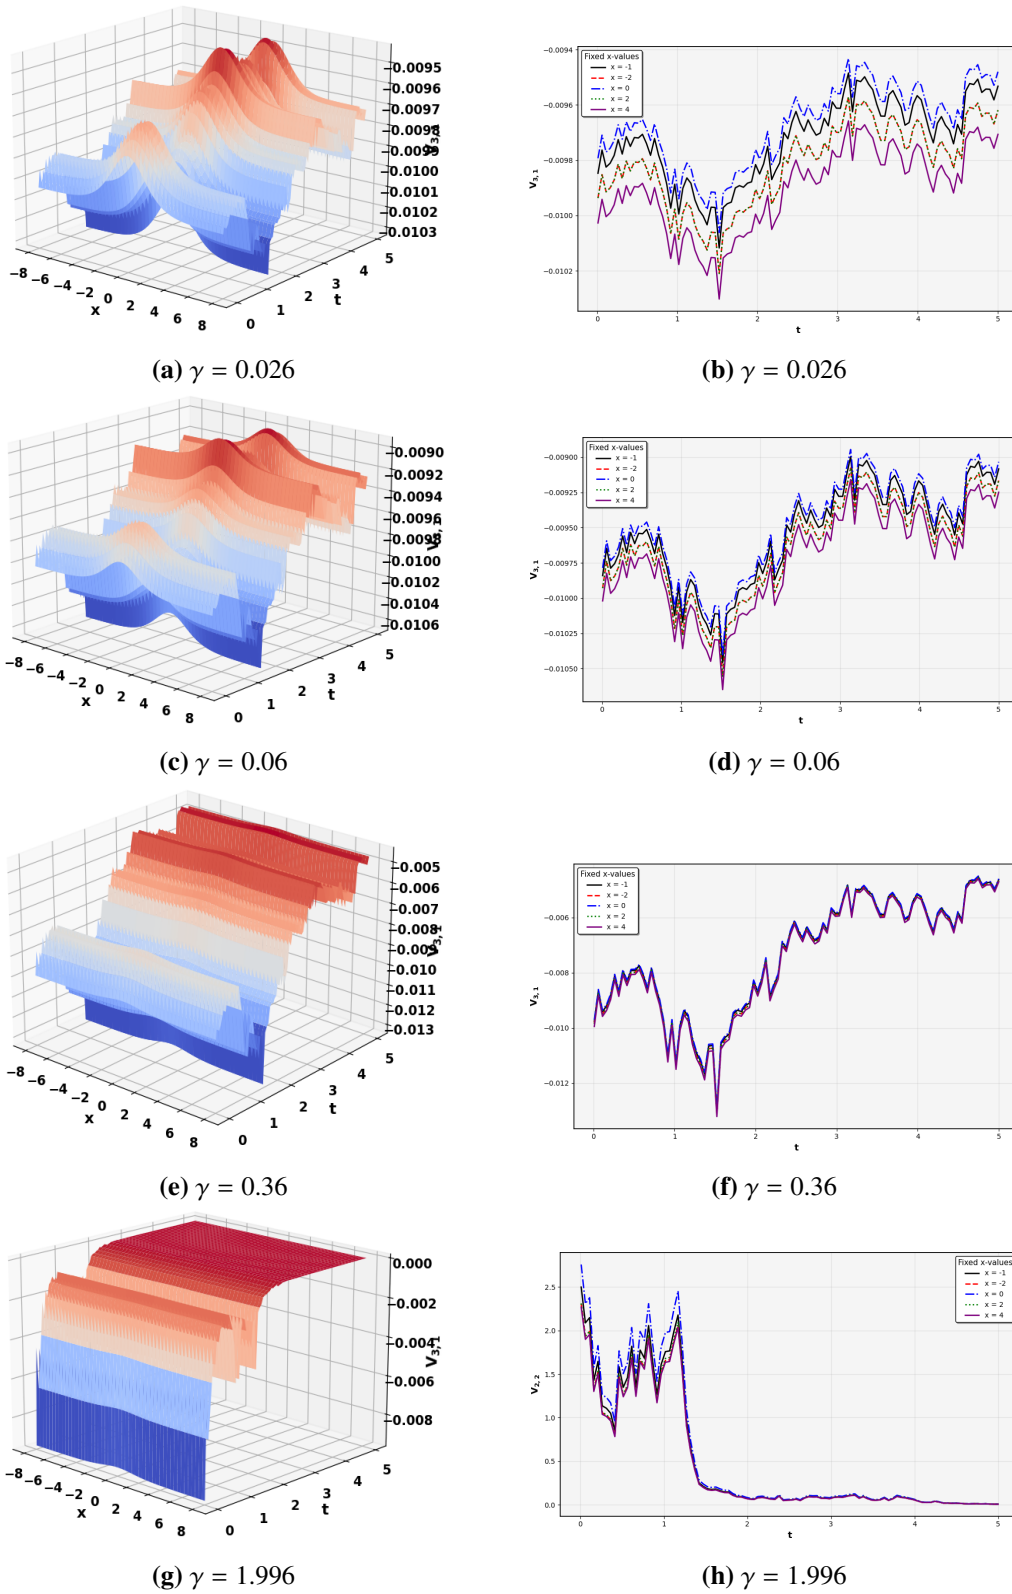 -0.0095
-0.0096
-0.0097
-0.0099
-0.0100
-0.0101
-0.0102
-0.0103
−8 −6 −4 −2 0 2 4 6 8
x
0 1 2 3 4 5
t
(a) γ = 0.026
Fixed x-values
x = -1
x = -2
x = 0
x = 2
x = 4
−0.0094
−0.0096
−0.0098
−0.0100
−0.0102
V3,1
0 1 2 3 4 5
t
(b) γ = 0.026
0.0090
0.0092
0.0094
0.0096
0.0100
0.0102
0.0104
0.0106
−8 −6 −4 −2 0 2 4 6 8
x
0 1 2 3 4 5
t
(c) γ = 0.06
Fixed x-values
x = -1
x = -2
x = 0
x = 2
x = 4
−0.00900
−0.00925
−0.00950
−0.00975
−0.01000
−0.01025
−0.01050
V3,1
0 1 2 3 4 5
t
(d) γ = 0.06
−0.005
−0.006
−0.007
−0.008
−0.009
−0.010
−0.011
−0.012
−0.013
V3,1
−8 −6 −4 −2 0 2 4 6 8
x
0 1 2 3 4 5
t
(e) γ = 0.36
Fixed x-values
x = -1
x = -2
x = 0
x = 2
x = 4
−0.006
−0.008
−0.010
−0.012
V3,1
0 1 2 3 4 5
t
(f) γ = 0.36
0.000
−0.002
−0.004
−0.006
−0.008
V3,1
−8 −6 −4 −2 0 2 4 6 8
x
0 1 2 3 4 5
t
(g) γ = 1.996
Fixed x-values
x = -1
x = -2
x = 0
x = 2
x = 4
2.5
2.0
1.5
1.0
0.5
0.0
V2,2
0 1 2 3 4 5
t
(h) γ = 1.996